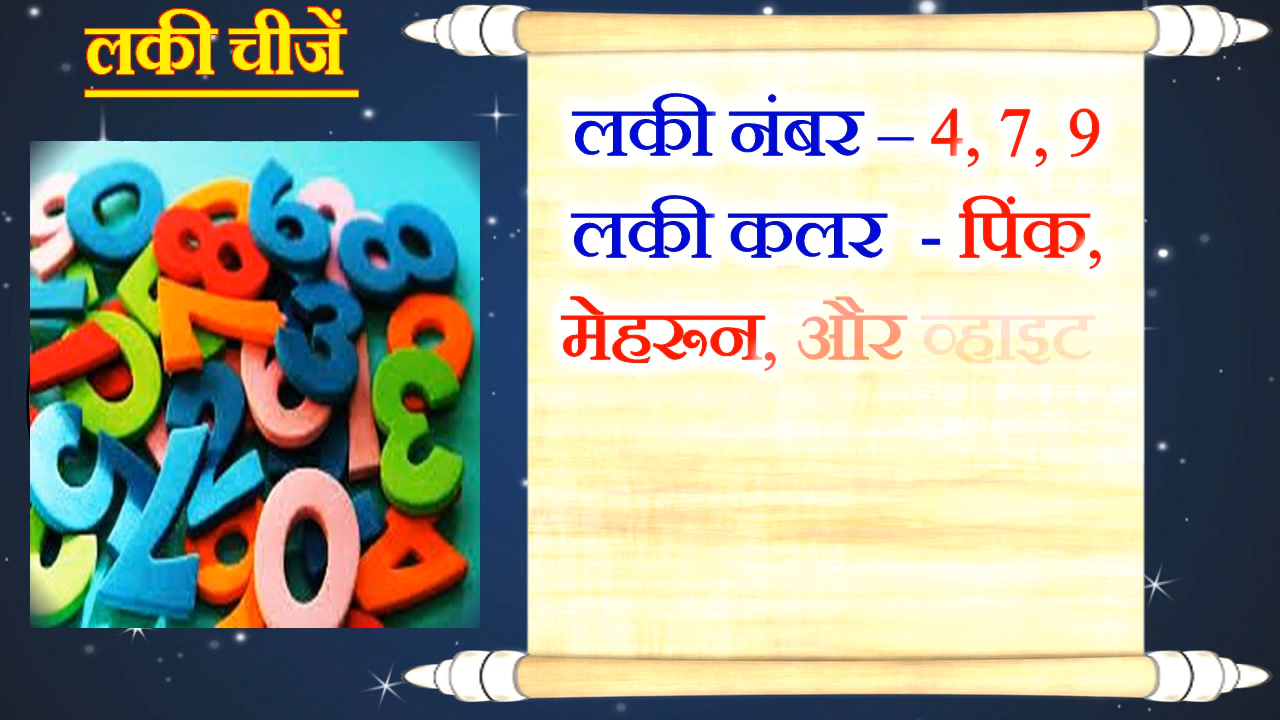 लकी चीजें
लकी नंबर – 4, 7, 9
लकी कलर - पिंक,
मेहरून, और व्हाइट